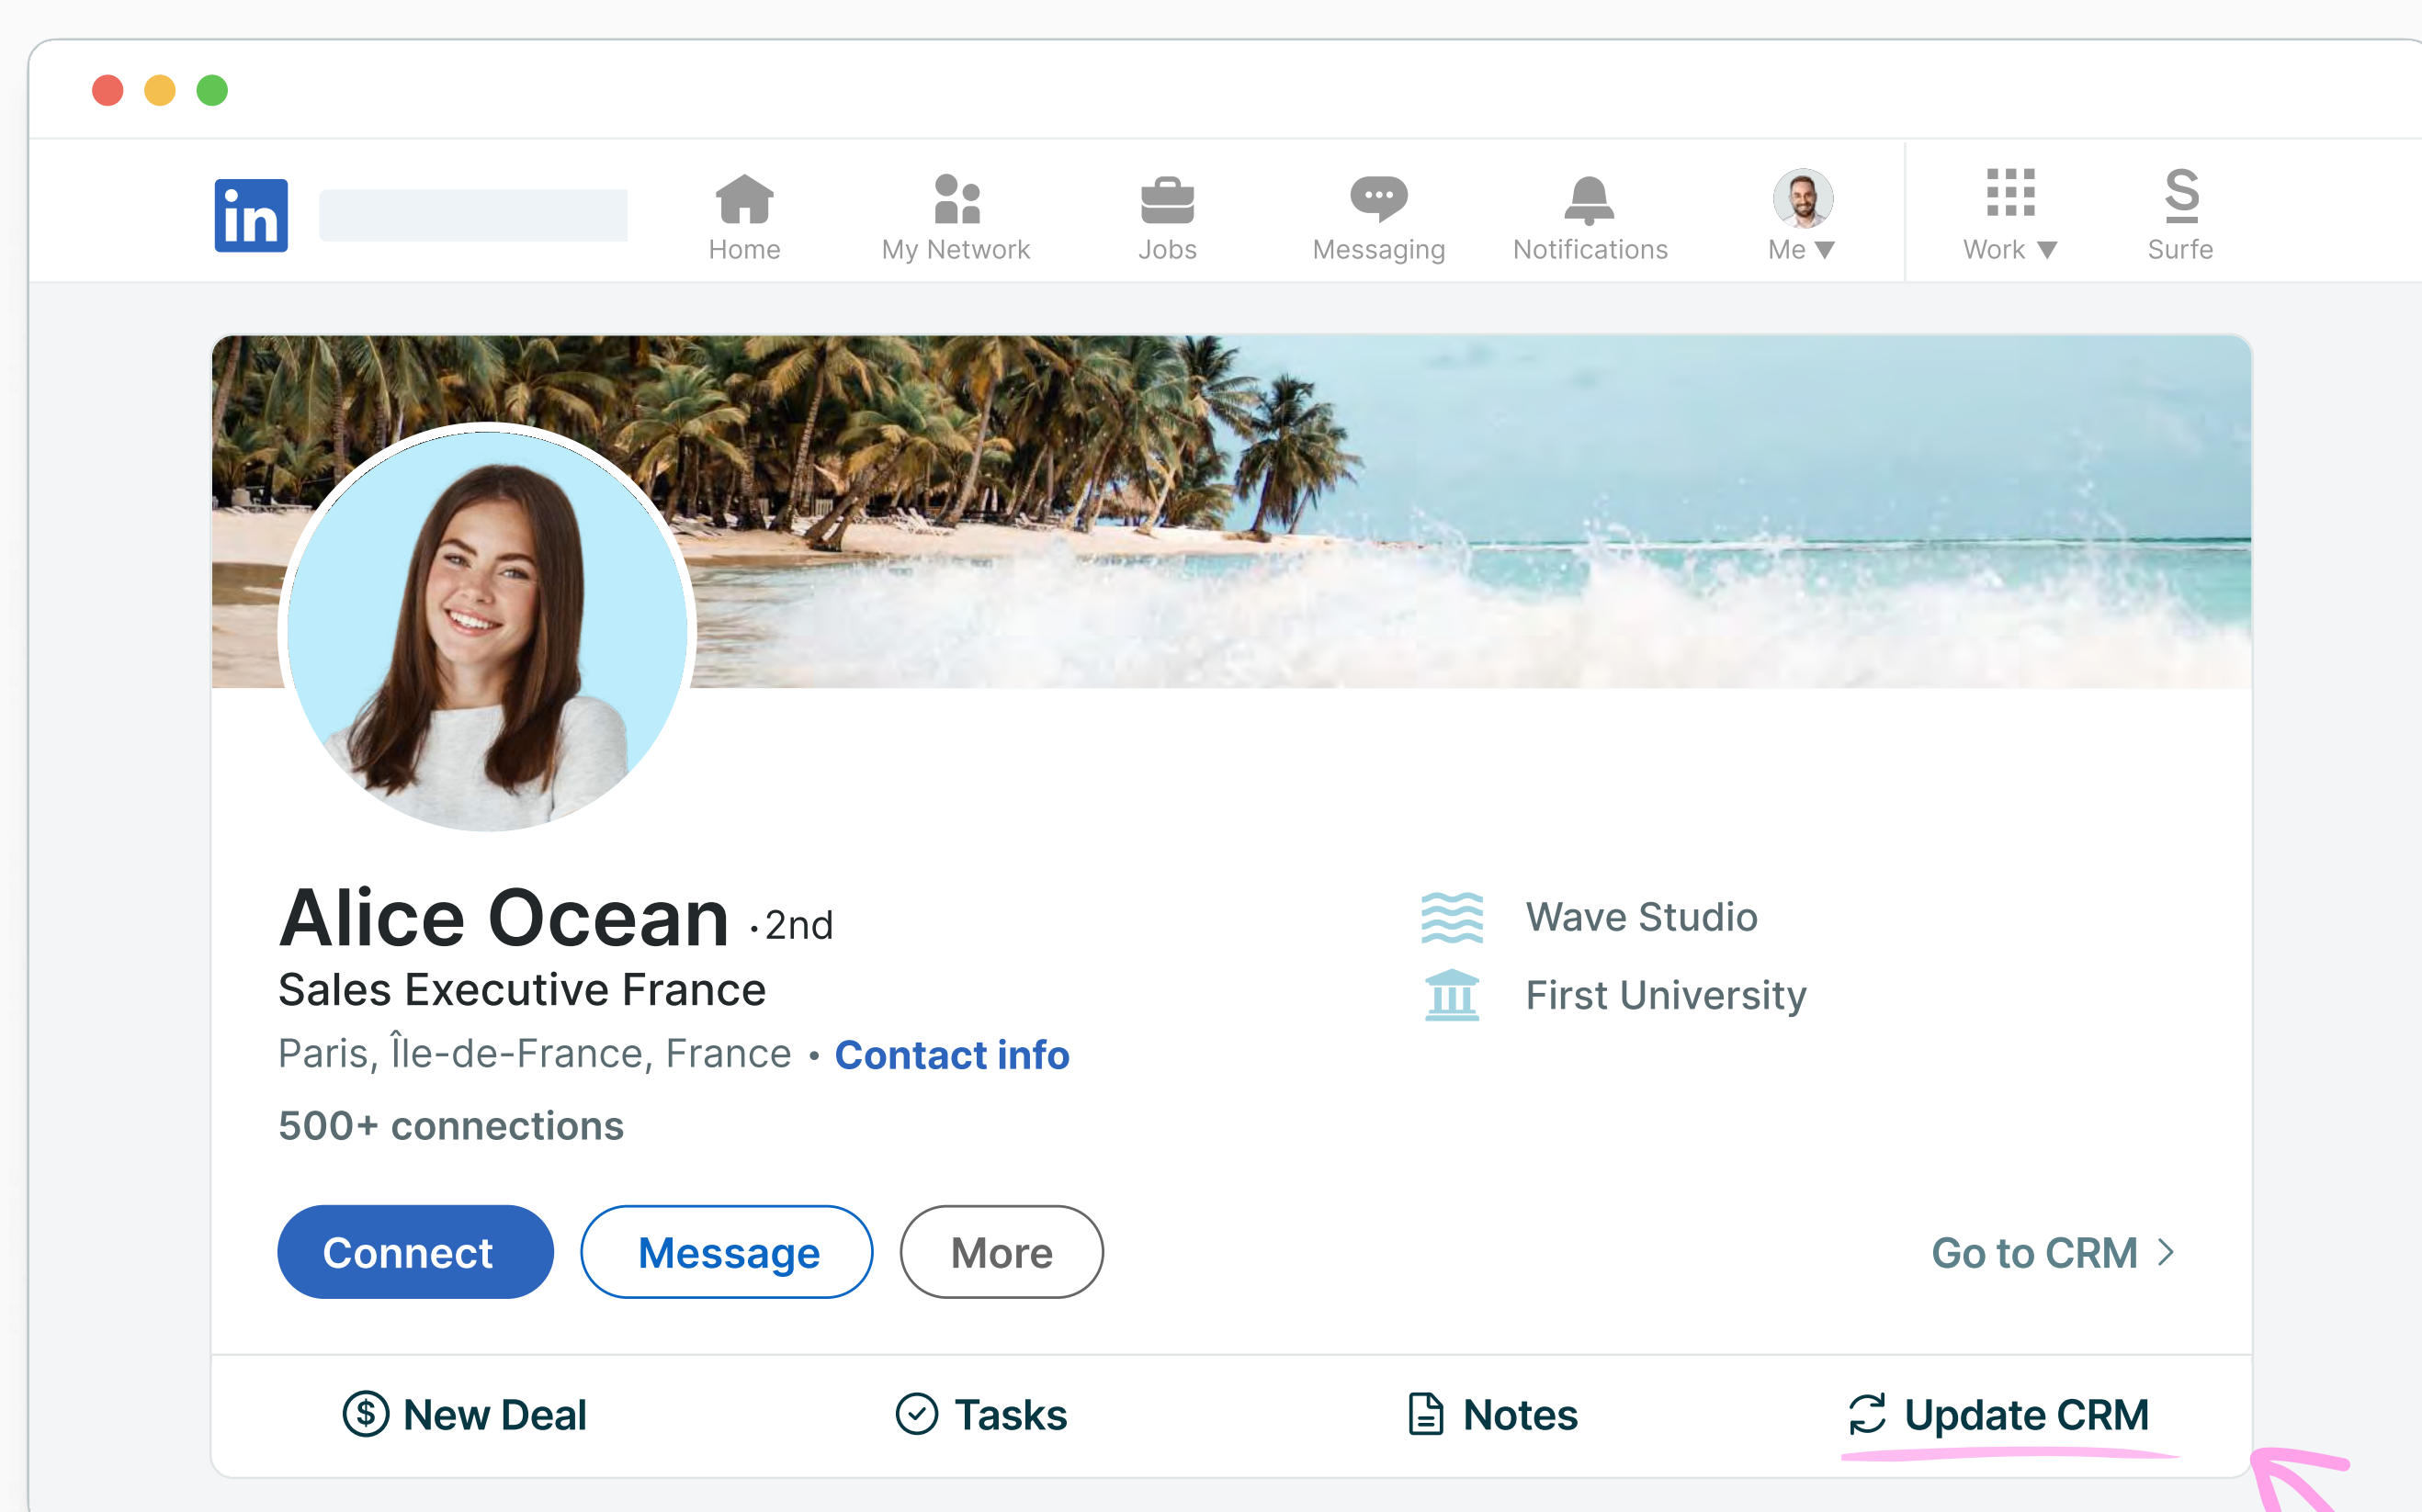 in
Home
My Network
Jobs
Messaging
Notifications
Me ▼
Work ▼
S
Surfe
Alice Ocean · 2nd
Sales Executive France
Paris, Île-de-France, France • Contact info
500+ connections
Wave Studio
First University
Connect
Message
More
Go to CRM >
$ New Deal
Tasks
Notes
Update CRM